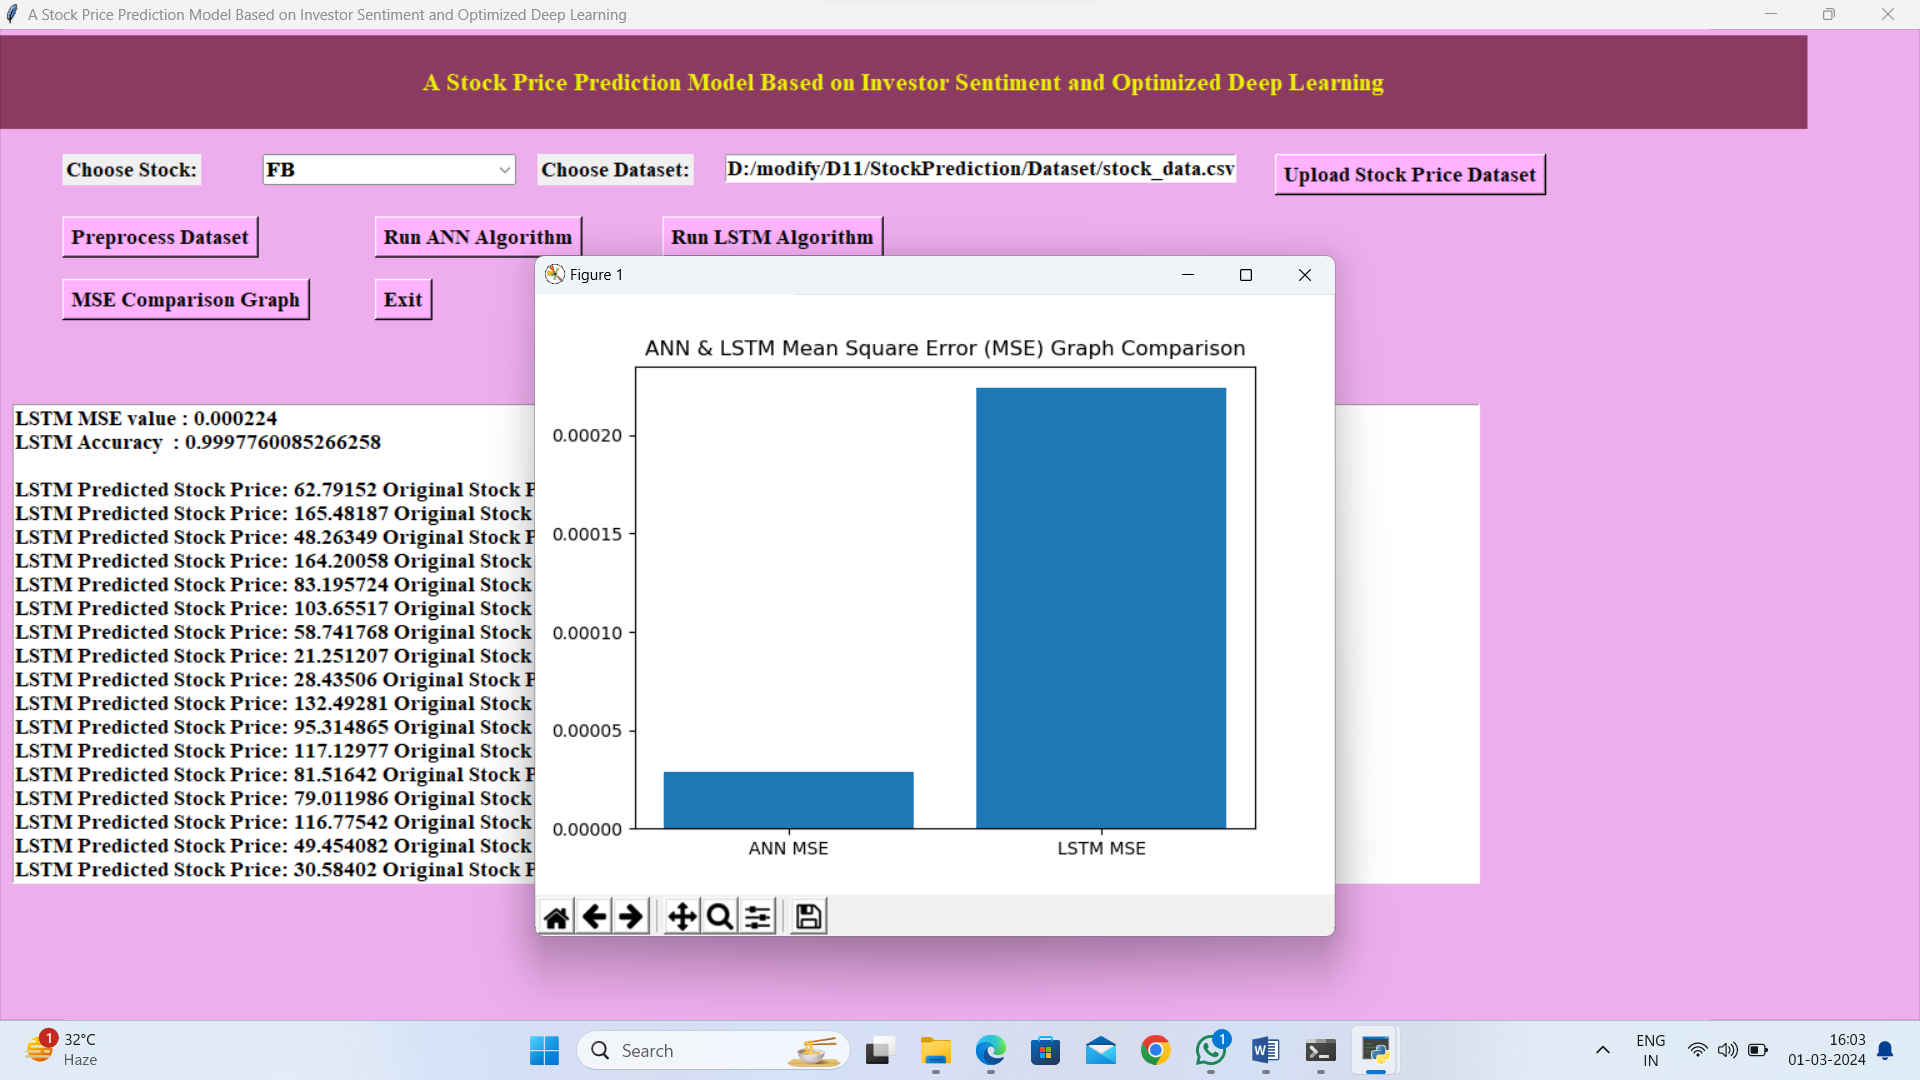 A Stock Price Prediction Model Based on Investor Sentiment and Optimized Deep Learning
A Stock Price Prediction Model Based on Investor Sentiment and Optimized Deep Learning
Choose Stock: FB Choose Dataset: D:/modify/D11/StockPrediction/Dataset/stock_data.csv Upload Stock Price Dataset
Preprocess Dataset Run ANN Algorithm Run LSTM Algorithm
MSE Comparison Graph Exit
LSTM MSE value : 0.000224
LSTM Accuracy : 0.9997760085266258
LSTM Predicted Stock Price: 62.79152 Original Stock P
LSTM Predicted Stock Price: 165.48187 Original Stock
LSTM Predicted Stock Price: 48.26349 Original Stock P
LSTM Predicted Stock Price: 164.20058 Original Stock
LSTM Predicted Stock Price: 83.195724 Original Stock
LSTM Predicted Stock Price: 103.65517 Original Stock
LSTM Predicted Stock Price: 58.741768 Original Stock
LSTM Predicted Stock Price: 21.251207 Original Stock
LSTM Predicted Stock Price: 28.43506 Original Stock P
LSTM Predicted Stock Price: 132.49281 Original Stock
LSTM Predicted Stock Price: 95.314865 Original Stock
LSTM Predicted Stock Price: 117.12977 Original Stock
LSTM Predicted Stock Price: 81.51642 Original Stock P
LSTM Predicted Stock Price: 79.011986 Original Stock
LSTM Predicted Stock Price: 116.77542 Original Stock
LSTM Predicted Stock Price: 49.454082 Original Stock
LSTM Predicted Stock Price: 30.58402 Original Stock P
Figure 1
ANN & LSTM Mean Square Error (MSE) Graph Comparison
0.00020
0.00015
0.00010
0.00005
0.00000
ANN MSE LSTM MSE
1
32°C
Haze
Search
1
ENG
IN
16:03
01-03-2024